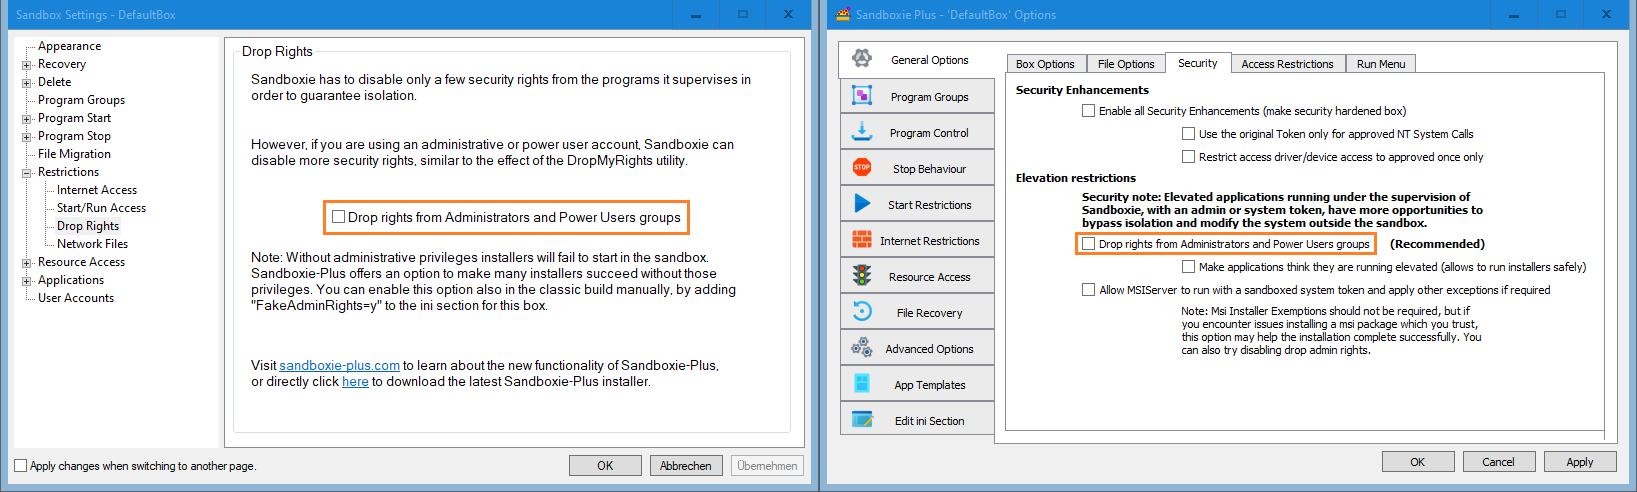 Sandbox Settings - DefaultBox
Appearance
Recovery
Delete
Program Groups
Program Start
Program Stop
File Migration
Restrictions
Internet Access
Start/Run Access
Drop Rights
Network Files
Resource Access
Applications
User Accounts
Drop Rights
Sandboxie has to disable only a few security rights from the programs it supervises in
order to guarantee isolation.
However, if you are using an administrative or power user account, Sandboxie can
disable more security rights, similar to the effect of the DropMyRights utility.
Drop rights from Administrators and Power Users groups
Note: Without administrative privileges installers will fail to start in the sandbox.
Sandboxie-Plus offers an option to make many installers succeed without those
privileges. You can enable this option also in the classic build manually, by adding
"FakeAdminRights=y" to the ini section for this box.
Visit sandboxie-plus.com to learn about the new functionality of Sandboxie-Plus,
or directly click here to download the latest Sandboxie-Plus installer.
Apply changes when switching to another page.
OK
Abbrechen
Übernehmen
Sandboxie Plus - 'DefaultBox' Options
General Options
Program Groups
Program Control
STOP
Stop Behaviour
Start Restrictions
Internet Restrictions
Resource Access
File Recovery
Advanced Options
App Templates
Edit ini Section
Box Options
File Options
Security
Access Restrictions
Run Menu
Security Enhancements
Enable all Security Enhancements (make security hardened box)
Use the original Token only for approved NT System Calls
Restrict access driver/device access to approved once only
Elevation restrictions
Security note: Elevated applications running under the supervision of
Sandboxie, with an admin or system token, have more opportunities to
bypass isolation and modify the system outside the sandbox.
Drop rights from Administrators and Power Users groups (Recommended)
Make applications think they are running elevated (allows to run installers safely)
Allow MSIServer to run with a sandboxed system token and apply other exceptions if required
Note: Msi Installer Exemptions should not be required, but if
you encounter issues installing a msi package which you trust,
this option may help the installation complete successfully. You
can also try disabling drop admin rights.
OK
Cancel
Apply